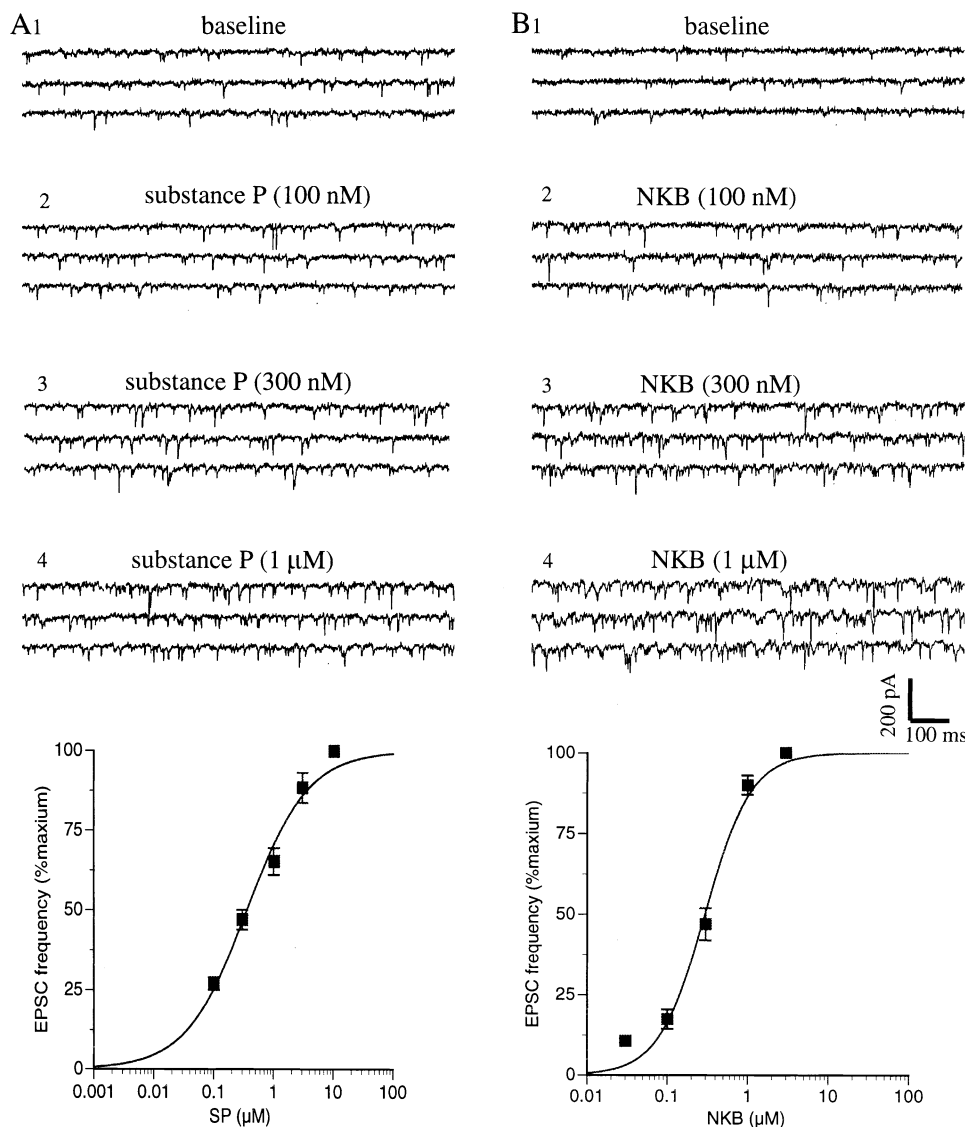 A1
baseline
2
substance P (100 nM)
3
substance P (300 nM)
4
substance P (1 µM)
100
75
50
25
0
EPSC frequency (%maxium)
0.001 0.01 0.1 1 10 100
SP (µM)
B1
baseline
2
NKB (100 nM)
3
NKB (300 nM)
4
NKB (1 µM)
200 pA
100 ms
100
75
50
25
0
EPSC frequency (%maxium)
0.01 0.1 1 10 100
NKB (µM)